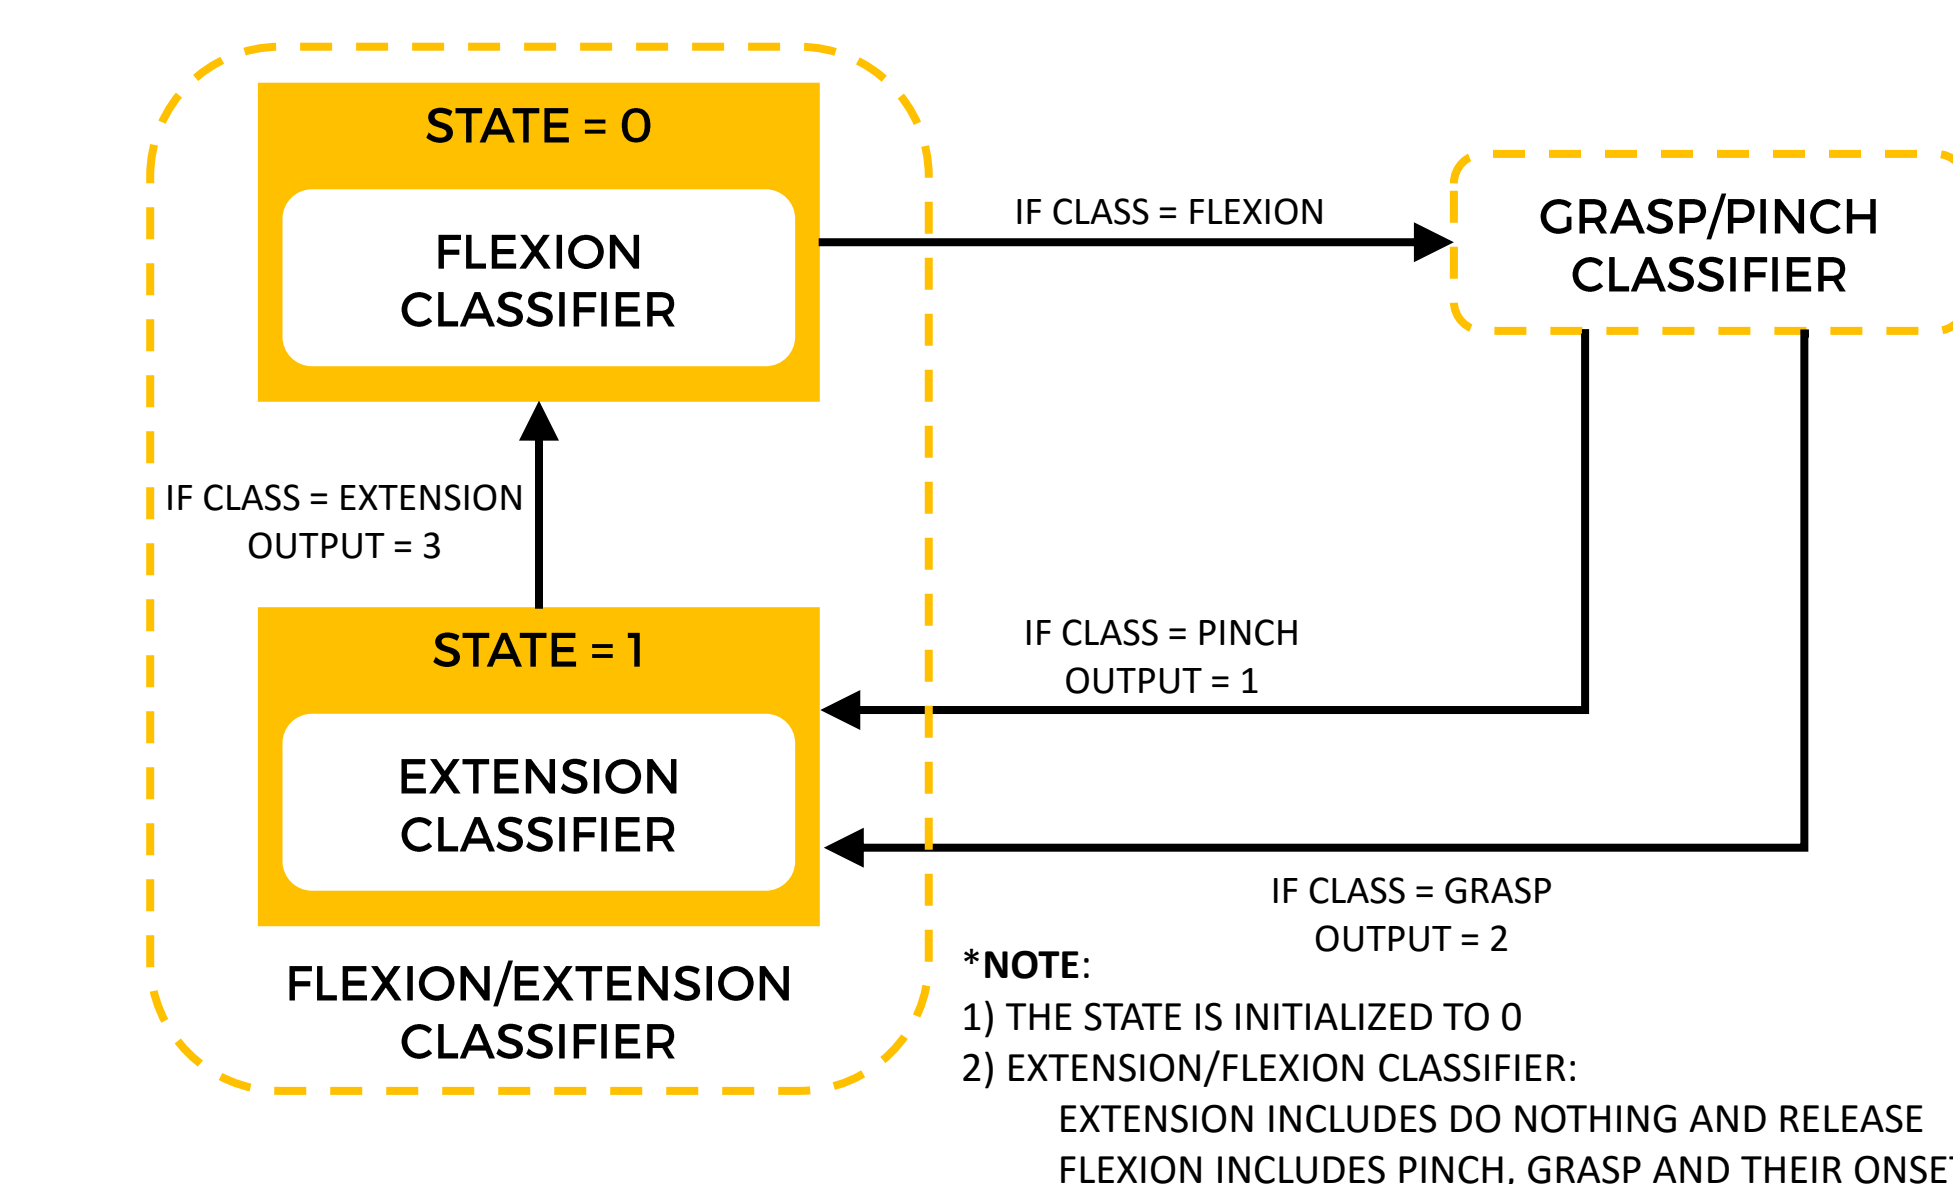 STATE = 0
FLEXION
CLASSIFIER
IF CLASS = FLEXION
GRASP/PINCH
CLASSIFIER
IF CLASS = EXTENSION
OUTPUT = 3
STATE = 1
EXTENSION
CLASSIFIER
IF CLASS = PINCH
OUTPUT = 1
IF CLASS = GRASP
OUTPUT = 2
FLEXION/EXTENSION
CLASSIFIER
*NOTE:
1) THE STATE IS INITIALIZED TO 0
2) EXTENSION/FLEXION CLASSIFIER:
EXTENSION INCLUDES DO NOTHING AND RELEASE
FLEXION INCLUDES PINCH, GRASP AND THEIR ONSET